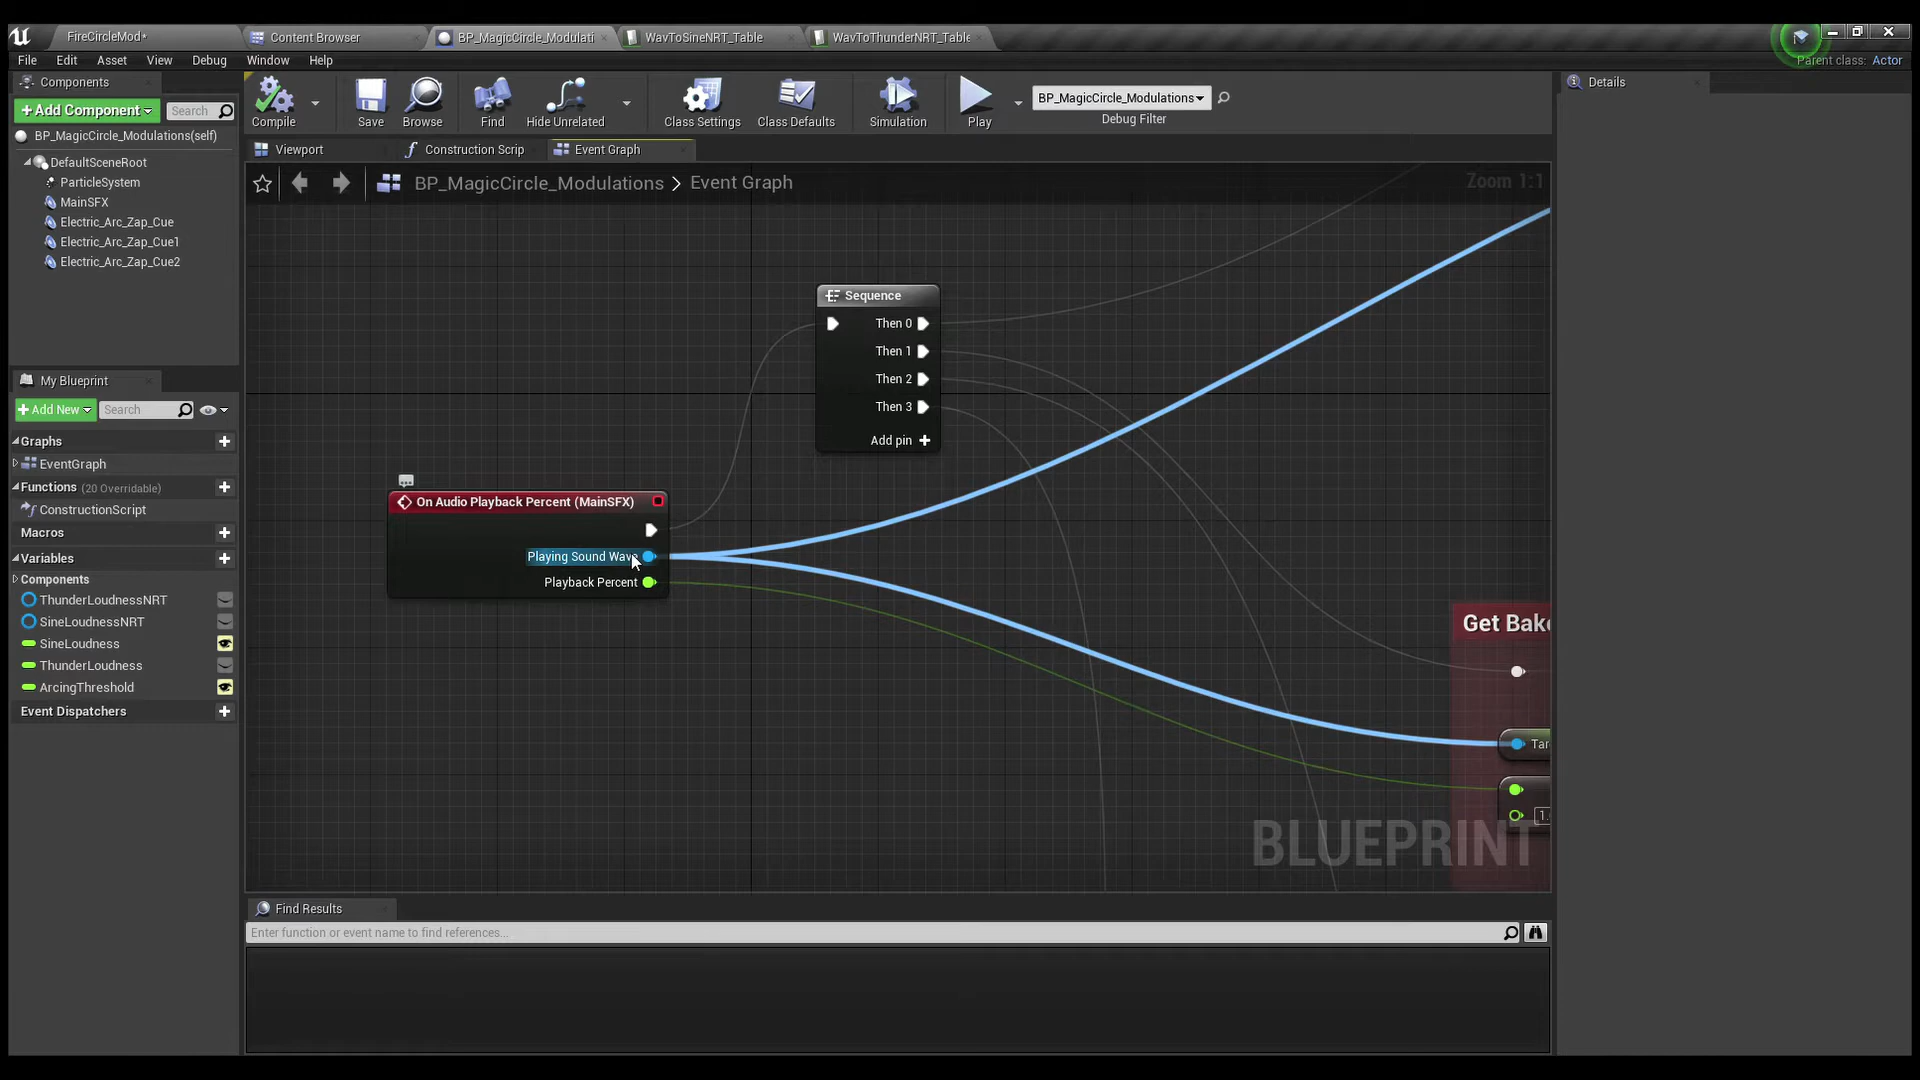 FireCircleMod*
Content Browser
BP_MagicCircle_Modulati
WavToSineNRT_Table
WavToThunderNRT_Table
File Edit Asset View Debug Window Help
Parent class: Actor
Components
Add Component
Search
BP_MagicCircle_Modulations(self)
DefaultSceneRoot
ParticleSystem
MainSFX
Electric_Arc_Zap_Cue
Electric_Arc_Zap_Cue1
Electric_Arc_Zap_Cue2
My Blueprint
Add New
Search
Graphs
EventGraph
Functions (20 Overridable)
ConstructionScript
Macros
Variables
Components
ThunderLoudnessNRT
SineLoudnessNRT
SineLoudness
ThunderLoudness
ArcingThreshold
Event Dispatchers
Compile
Save
Browse
Find
Hide Unrelated
Class Settings
Class Defaults
Simulation
Play
BP_MagicCircle_Modulations
Debug Filter
Viewport
Construction Scrip
Event Graph
BP_MagicCircle_Modulations > Event Graph
Zoom 1:1
Sequence
Then 0
Then 1
Then 2
Then 3
Add pin +
On Audio Playback Percent (MainSFX)
Playing Sound Wave
Playback Percent
Get Bake
Tar
1.
BLUEPRINT
Find Results
Enter function or event name to find references...
Details